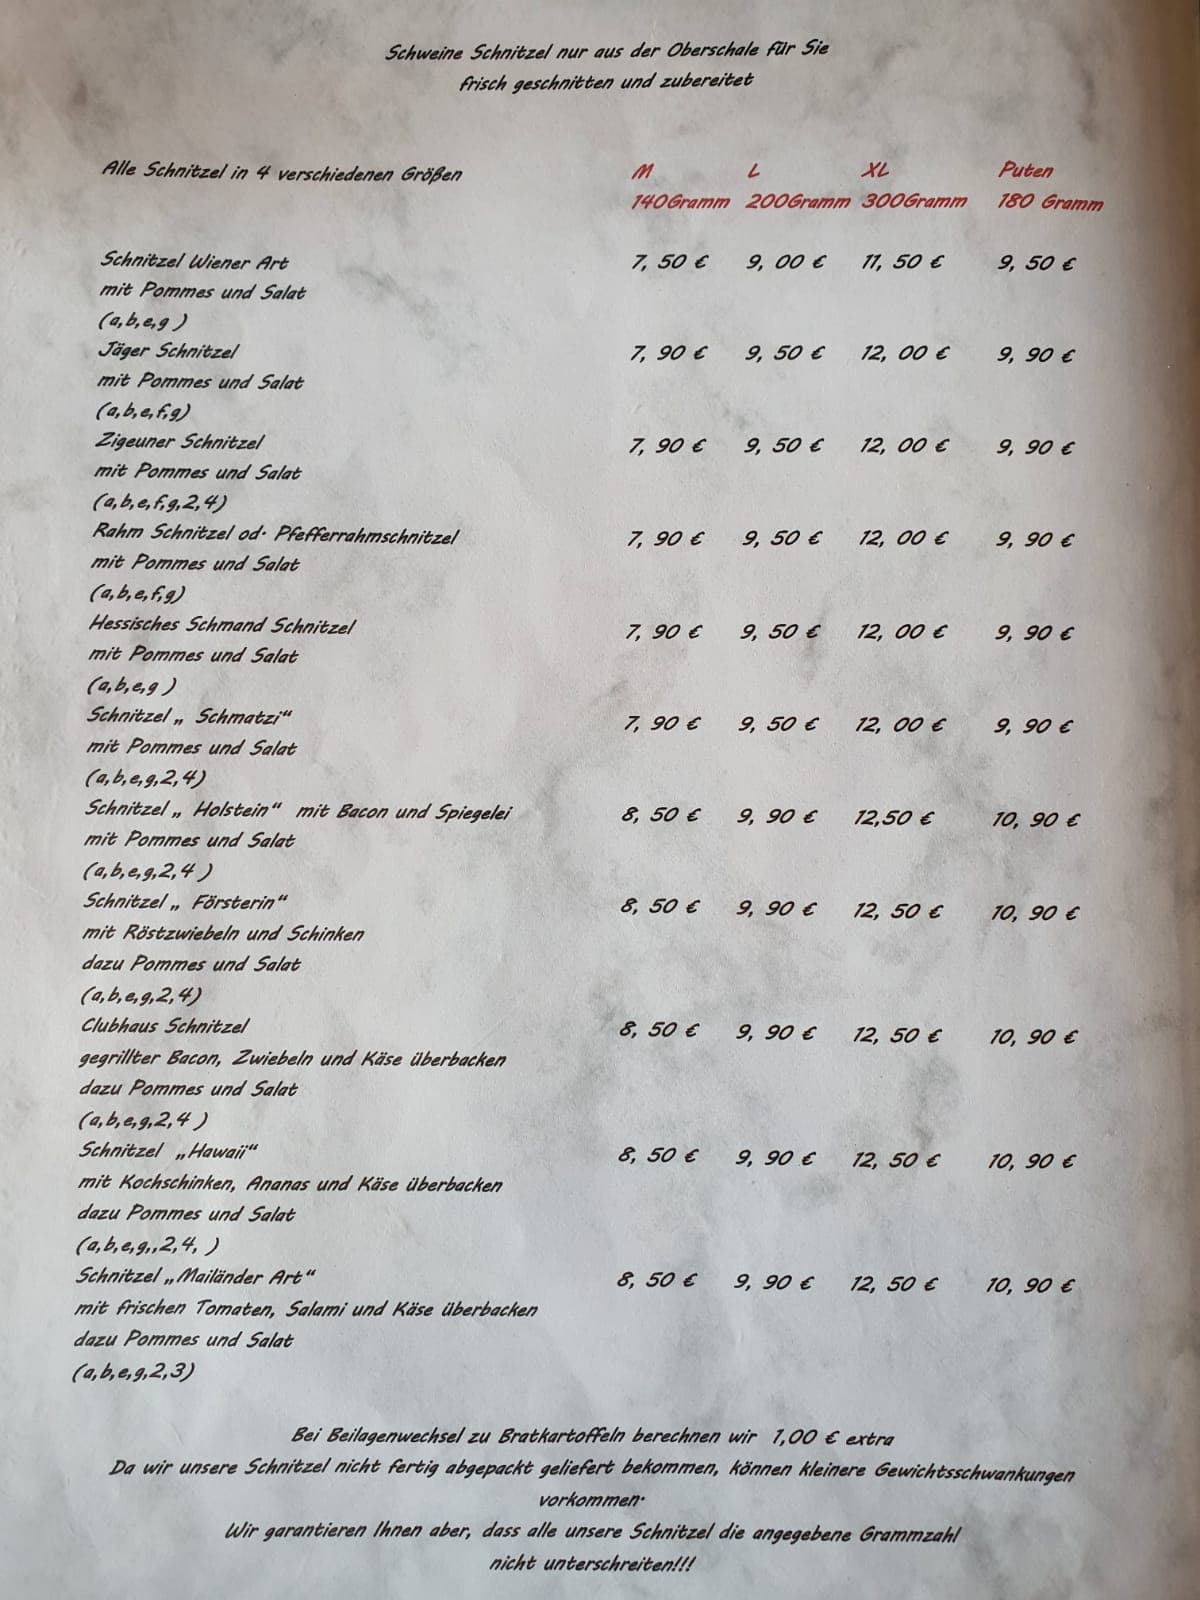 Schweine Schnitzel nur aus der Oberschale für Sie
frisch geschnitten und zubereitet
Alle Schnitzel in 4 verschiedenen Größen M L XL Puten
140Gramm 200Gramm 300Gramm 180 Gramm
Schnitzel Wiener Art 7, 50 € 9, 00 € 11, 50 € 9, 50 €
mit Pommes und Salat
(a,b,e,g )
Jäger Schnitzel 7, 90 € 9, 50 € 12, 00 € 9, 90 €
mit Pommes und Salat
(a,b,e,f,g)
Zigeuner Schnitzel 7, 90 € 9, 50 € 12, 00 € 9, 90 €
mit Pommes und Salat
(a,b,e,f,g,2,4)
Rahm Schnitzel od. Pfefferrahmschnitzel 7, 90 € 9, 50 € 12, 00 € 9, 90 €
mit Pommes und Salat
(a,b,e,f,g)
Hessisches Schmand Schnitzel 7, 90 € 9, 50 € 12, 00 € 9, 90 €
mit Pommes und Salat
(a,b,e,g )
Schnitzel „ Schmatzi“ 7, 90 € 9, 50 € 12, 00 € 9, 90 €
mit Pommes und Salat
(a,b,e,g,2,4)
Schnitzel „ Holstein“ mit Bacon und Spiegelei 8, 50 € 9, 90 € 12,50 € 10, 90 €
mit Pommes und Salat
(a,b,e,g,2,4 )
Schnitzel „ Försterin“ 8, 50 € 9, 90 € 12, 50 € 10, 90 €
mit Röstzwiebeln und Schinken
dazu Pommes und Salat
(a,b,e,g,2,4)
Clubhaus Schnitzel 8, 50 € 9, 90 € 12, 50 € 10, 90 €
gegrillter Bacon, Zwiebeln und Käse überbacken
dazu Pommes und Salat
(a,b,e,g,2,4 )
Schnitzel „Hawaii“ 8, 50 € 9, 90 € 12, 50 € 10, 90 €
mit Kochschinken, Ananas und Käse überbacken
dazu Pommes und Salat
(a,b,e,g,,2,4, )
Schnitzel „Mailänder Art“ 8, 50 € 9, 90 € 12, 50 € 10, 90 €
mit frischen Tomaten, Salami und Käse überbacken
dazu Pommes und Salat
(a,b,e,g,2,3)
Bei Beilagenwechsel zu Bratkartoffeln berechnen wir 1,00 € extra
Da wir unsere Schnitzel nicht fertig abgepackt geliefert bekommen, können kleinere Gewichtsschwankungen
vorkommen.
Wir garantieren Ihnen aber, dass alle unsere Schnitzel die angegebene Grammzahl
nicht unterschreiten!!!